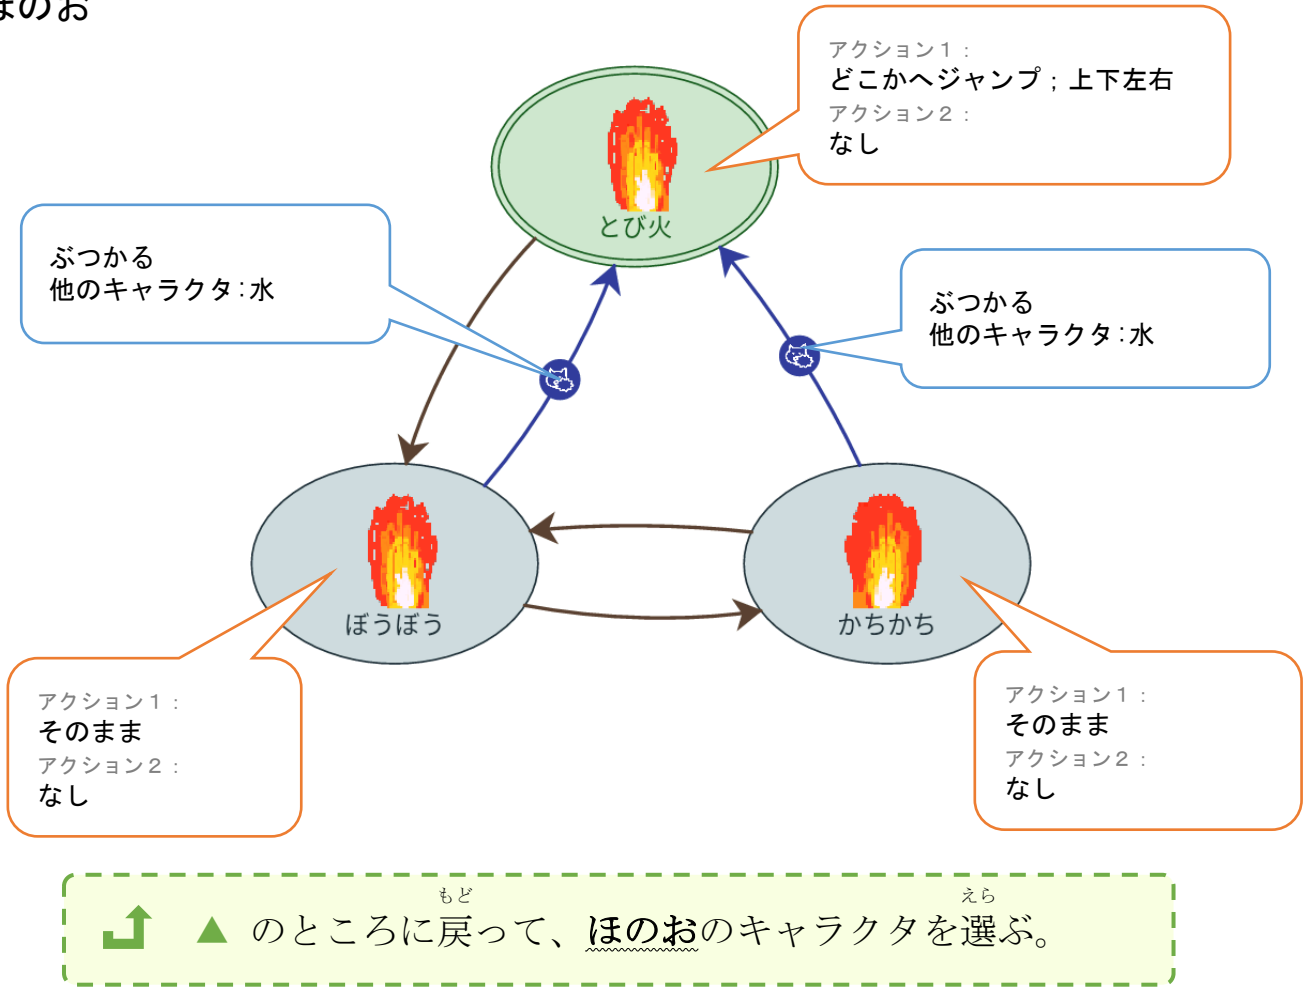 ほのお
アクション１：
どこかへジャンプ；上下左右
アクション２：
なし
とび火
ぶつかる
他のキャラクタ：水
ぶつかる
他のキャラクタ：水
ぼうぼう
かちかち
アクション１：
そのまま
アクション２：
なし
アクション１：
そのまま
アクション２：
なし
もど えら
▲ のところに戻って、ほのおのキャラクタを選ぶ。